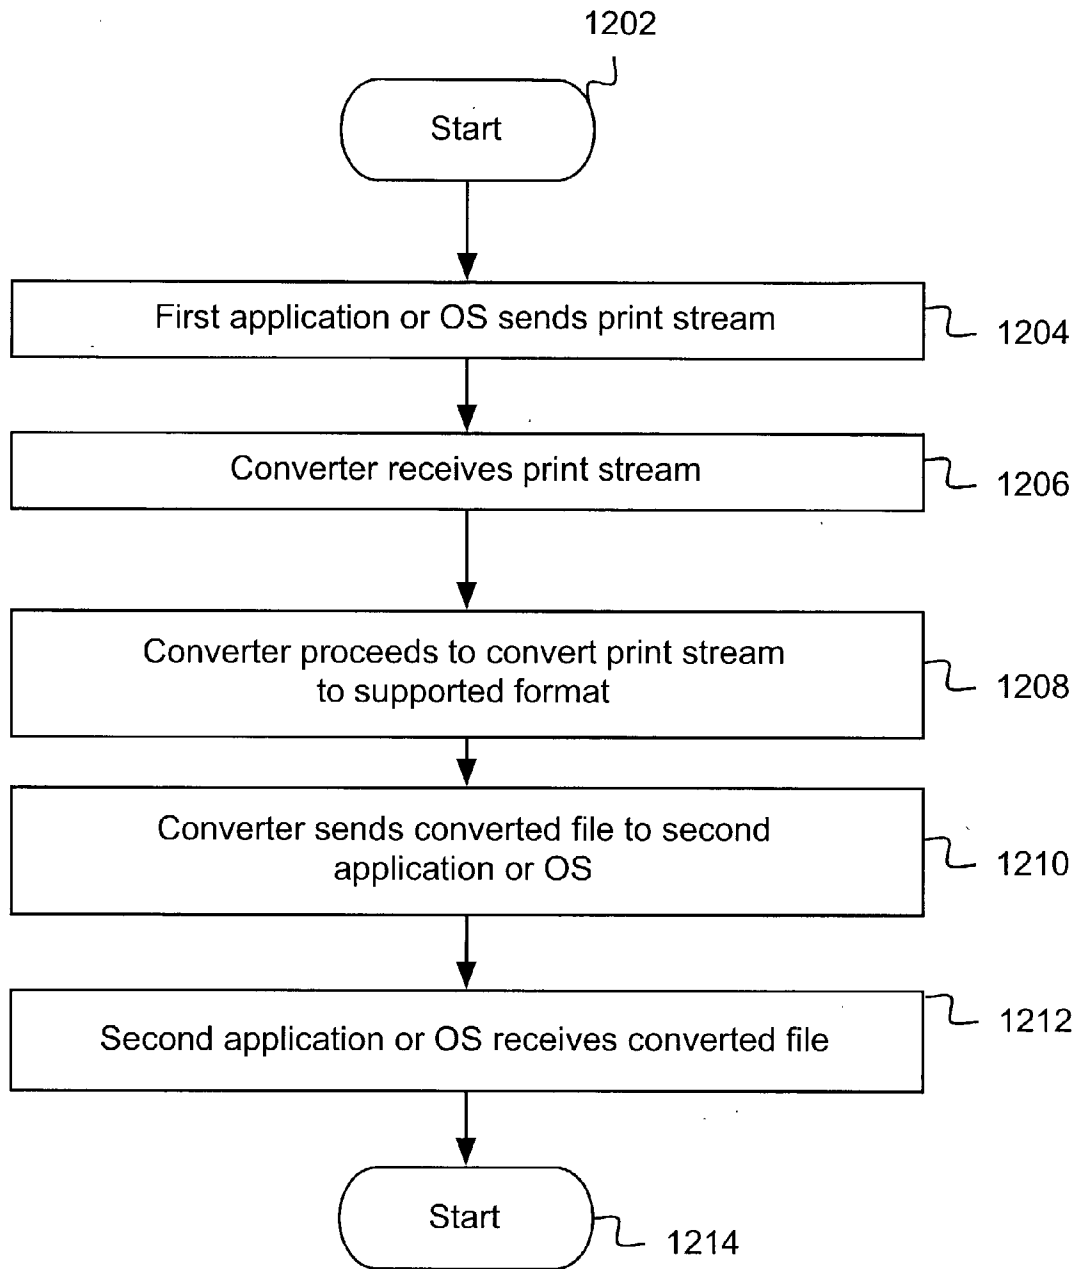 1202
Start
First application or OS sends print stream
1204
Converter receives print stream
1206
Converter proceeds to convert print stream
to supported format
1208
Converter sends converted file to second
application or OS
1210
Second application or OS receives converted file
1212
Start
1214